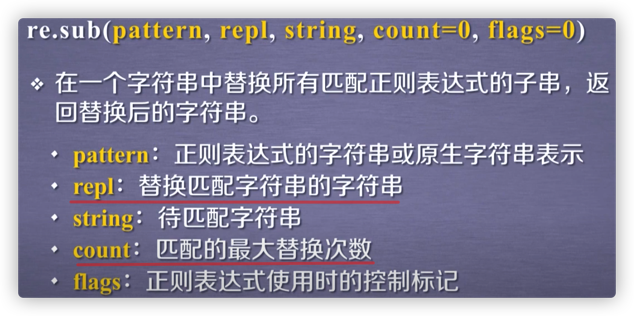 re.sub(pattern, repl, string, count=0, flags=0)
❖ 在一个字符串中替换所有匹配正则表达式的子串，返
回替换后的字符串。
• pattern：正则表达式的字符串或原生字符串表示
• repl：替换匹配字符串的字符串
• string：待匹配字符串
• count：匹配的最大替换次数
• flags：正则表达式使用时的控制标记